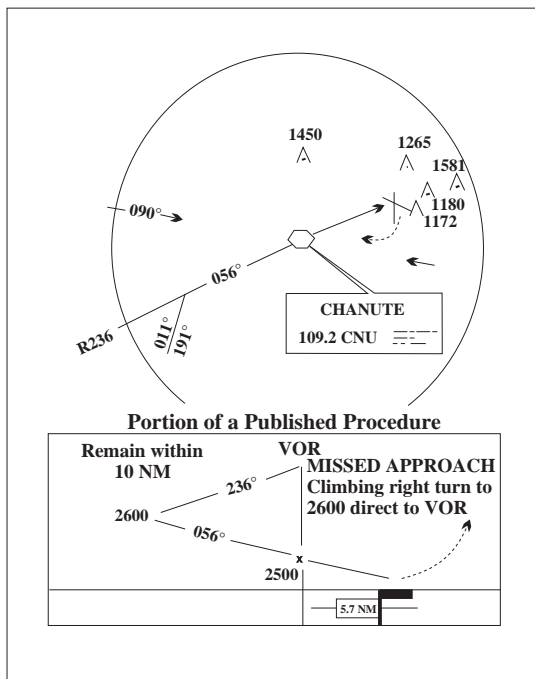 1450
1265
1581
1180
1172
090°
056°
R236
011°
191°
CHANUTE
109.2 CNU
Portion of a Published Procedure
Remain within
10 NM
VOR
MISSED APPROACH
Climbing right turn to
2600 direct to VOR
236°
2600
056°
x
2500
5.7 NM